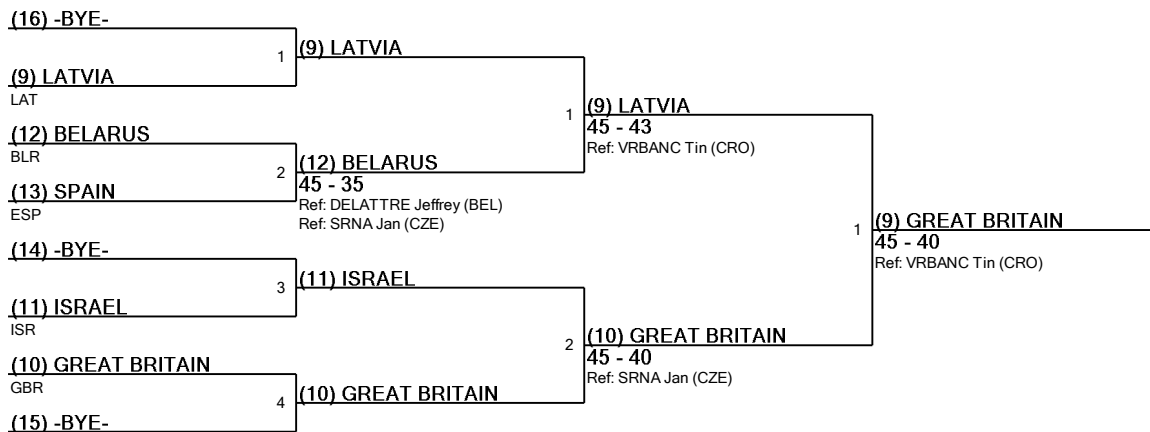 (16) -BYE-
1
(9) LATVIA
(9) LATVIA
LAT
(12) BELARUS
BLR
2
(12) BELARUS
45 - 35
Ref: DELATTRE Jeffrey (BEL)
Ref: SRNA Jan (CZE)
(13) SPAIN
ESP
1
(9) LATVIA
45 - 43
Ref: VRBANC Tin (CRO)
(14) -BYE-
3
(11) ISRAEL
(11) ISRAEL
ISR
(10) GREAT BRITAIN
GBR
4
(10) GREAT BRITAIN
(15) -BYE-
2
(10) GREAT BRITAIN
45 - 40
Ref: SRNA Jan (CZE)
1
(9) GREAT BRITAIN
45 - 40
Ref: VRBANC Tin (CRO)